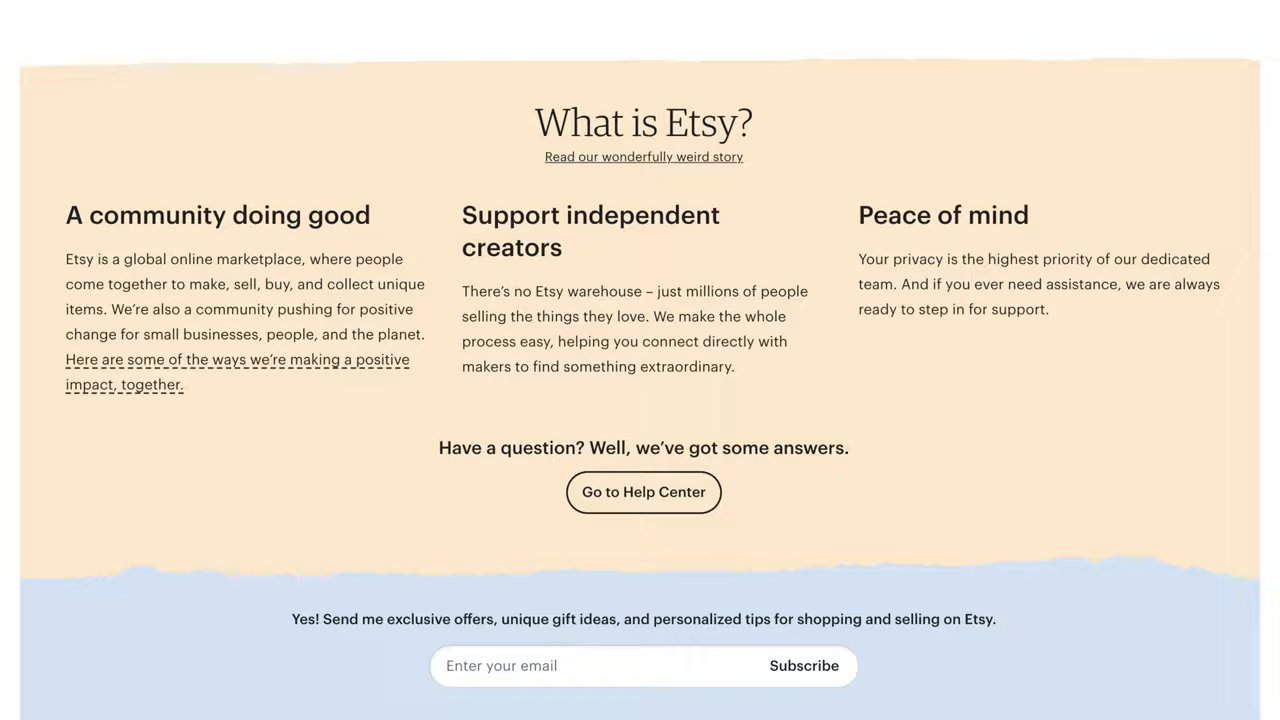 What is Etsy?
Read our wonderfully weird story
A community doing good
Etsy is a global online marketplace, where people
come together to make, sell, buy, and collect unique
items. We’re also a community pushing for positive
change for small businesses, people, and the planet.
Here are some of the ways we’re making a positive
impact, together.
Support independent
creators
There’s no Etsy warehouse – just millions of people
selling the things they love. We make the whole
process easy, helping you connect directly with
makers to find something extraordinary.
Peace of mind
Your privacy is the highest priority of our dedicated
team. And if you ever need assistance, we are always
ready to step in for support.
Have a question? Well, we’ve got some answers.
Go to Help Center
Yes! Send me exclusive offers, unique gift ideas, and personalized tips for shopping and selling on Etsy.
Enter your email
Subscribe